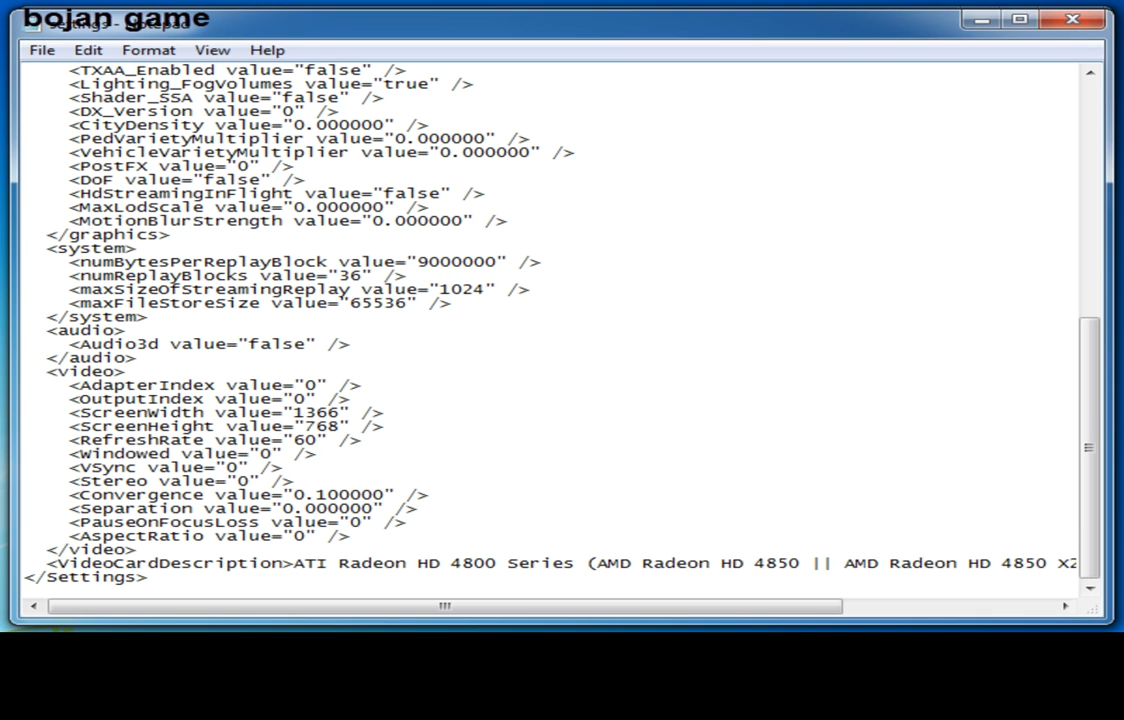 bojan game
settings - Notepad
File Edit Format View Help
<TXAA_Enabled value="false" />
<Lighting_FogVolumes value="true" />
<Shader_SSA value="false" />
<DX_Version value="0" />
<CityDensity value="0.000000" />
<PedVarietyMultiplier value="0.000000" />
<VehicleVarietyMultiplier value="0.000000" />
<PostFX value="0" />
<DoF value="false" />
<HdStreamingInFlight value="false" />
<MaxLodScale value="0.000000" />
<MotionBlurStrength value="0.000000" />
</graphics>
<system>
<numBytesPerReplayBlock value="9000000" />
<numReplayBlocks value="36" />
<maxSizeOfStreamingReplay value="1024" />
<maxFileStoreSize value="65536" />
</system>
<audio>
<Audio3d value="false" />
</audio>
<video>
<AdapterIndex value="0" />
<OutputIndex value="0" />
<ScreenWidth value="1366" />
<ScreenHeight value="768" />
<RefreshRate value="60" />
<Windowed value="0" />
<VSync value="0" />
<Stereo value="0" />
<Convergence value="0.100000" />
<Separation value="0.000000" />
<PauseOnFocusLoss value="0" />
<AspectRatio value="0" />
</video>
<VideoCardDescription>ATI Radeon HD 4800 Series (AMD Radeon HD 4850 || AMD Radeon HD 4850 X2
</Settings>